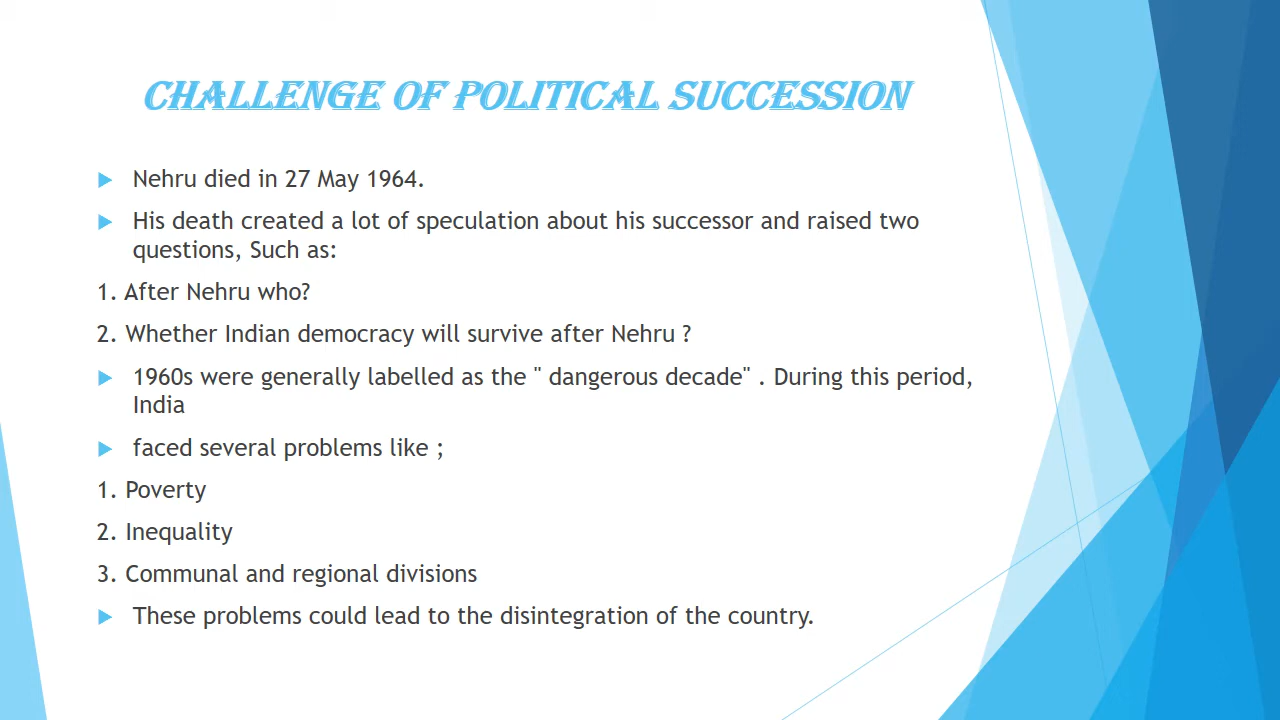 CHALLENGE OF POLITICAL SUCCESSION
Nehru died in 27 May 1964.
His death created a lot of speculation about his successor and raised two
questions, Such as:
1. After Nehru who?
2. Whether Indian democracy will survive after Nehru ?
1960s were generally labelled as the " dangerous decade" . During this period,
India
faced several problems like ;
1. Poverty
2. Inequality
3. Communal and regional divisions
These problems could lead to the disintegration of the country.